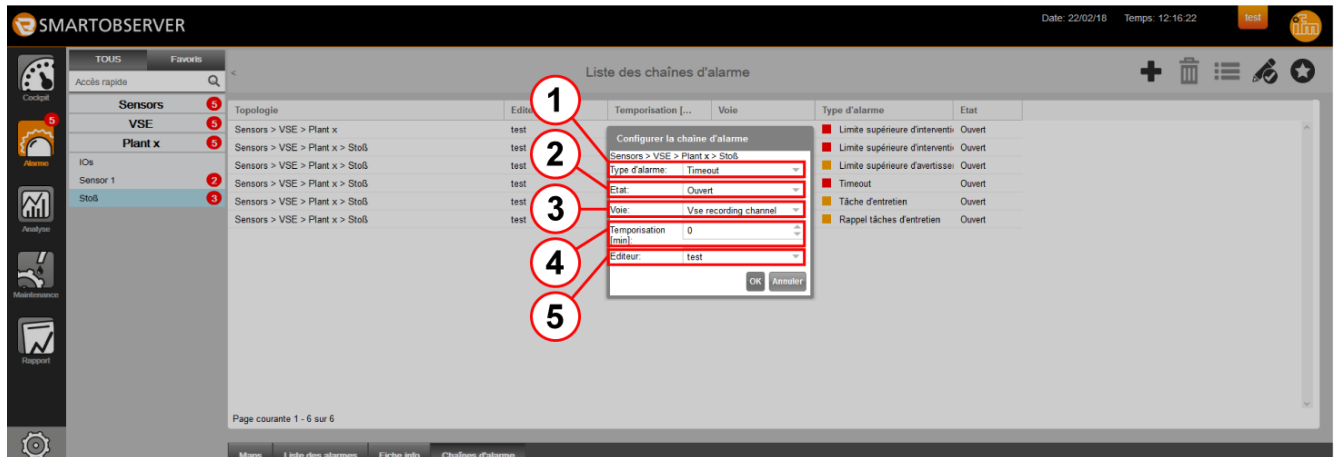 SMARTOBSERVER
Date: 22/02/18 Temps: 12:16:22 test ifm
TOUS Favoris
Accès rapide
Cockpit
Sensors 5
VSE 5
Plant x 5
IOs
Sensor 1 2
Stoß 3
5
Alarme
Analyse
Maintenance
Rapport
< Liste des chaînes d'alarme
Topologie Temporisation [... Voie Type d'alarme Etat
Sensors > VSE > Plant x test Limite supérieure d'interventi Ouvert
Sensors > VSE > Plant x > Stoß test Limite supérieure d'interventi Ouvert
Sensors > VSE > Plant x > Stoß test Limite supérieure d'avertisse Ouvert
Sensors > VSE > Plant x > Stoß test Timeout Ouvert
Sensors > VSE > Plant x > Stoß test Tâche d'entretien Ouvert
Sensors > VSE > Plant x > Stoß test Rappel tâches d'entretien Ouvert
Configurer la chaîne d'alarme
Sensors > VSE > Plant x > Stoß
Type d'alarme: Timeout
Etat: Ouvert
Voie: Vse recording channel
Temporisation 0
[min]:
Editeur: test
OK Annuler
1
2
3
4
5
Page courante 1 - 6 sur 6
Maps Liste des alarmes Fiche info Chaînes d'alarme